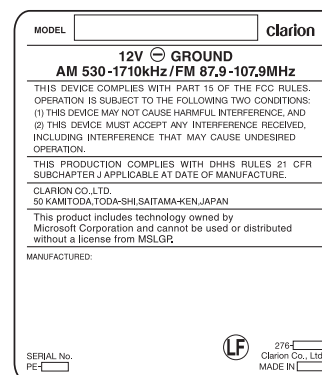 MODEL clarion
12V ⊖ GROUND
AM 530-1710kHz/FM 87.9-107.9MHz
THIS DEVICE COMPLIES WITH PART 15 OF THE FCC RULES.
OPERATION IS SUBJECT TO THE FOLLOWING TWO CONDITIONS:
(1) THIS DEVICE MAY NOT CAUSE HARMFUL INTERFERENCE, AND
(2) THIS DEVICE MUST ACCEPT ANY INTERFERENCE RECEIVED,
INCLUDING INTERFERENCE THAT MAY CAUSE UNDESIRED
OPERATION.
THIS PRODUCTION COMPLIES WITH DHHS RULES 21 CFR
SUBCHAPTER J APPLICABLE AT DATE OF MANUFACTURE.
CLARION CO.,LTD.
50 KAMITODA,TODA-SHI,SAITAMA-KEN,JAPAN
This product includes technology owned by
Microsoft Corporation and cannot be used or distributed
without a license from MSLGP.
MANUFACTURED:
LF
276-
SERIAL No. Clarion Co., Ltd
PE- MADE IN